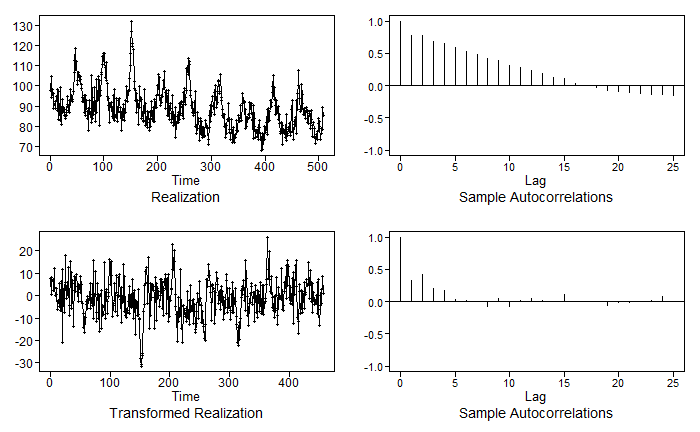 130
120
110
100
90
80
70
0 100 200 300 400 500
Time
Realization
1.0
0.5
0.0
-0.5
-1.0
0 5 10 15 20 25
Lag
Sample Autocorrelations
20
10
0
-10
-20
-30
0 100 200 300 400
Time
Transformed Realization
1.0
0.5
0.0
-0.5
-1.0
0 5 10 15 20 25
Lag
Sample Autocorrelations